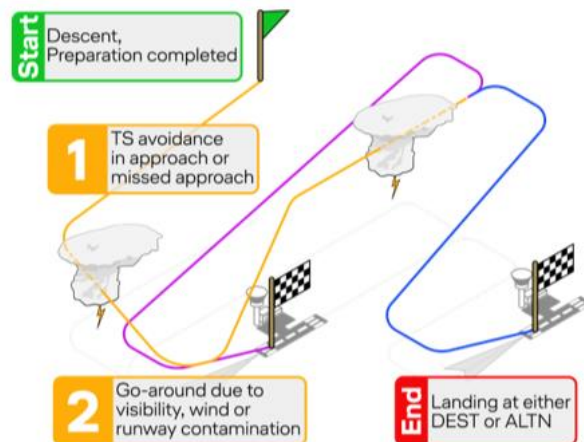 Start
Descent,
Preparation completed
1
TS avoidance
in approach or
missed approach
2
Go-around due to
visibility, wind or
runway contamination
End
Landing at either
DEST or ALTN